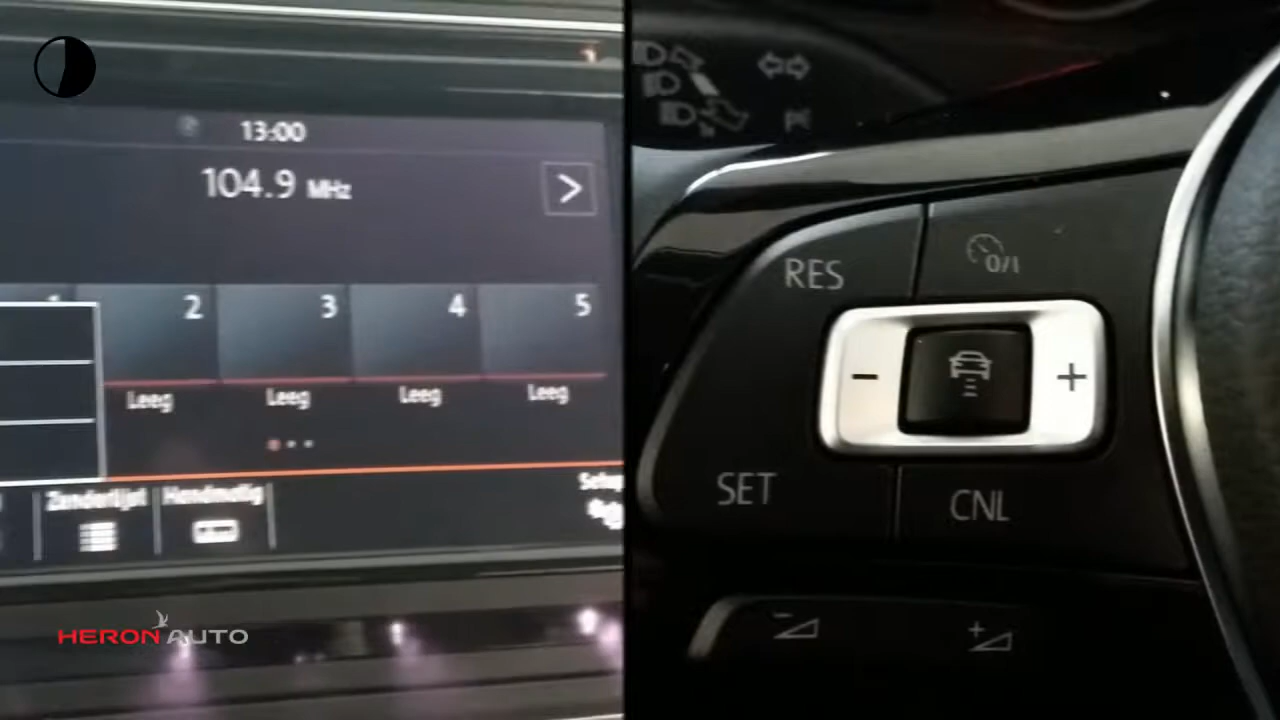 13:00
104.9 MHz
2 3 4 5
Leeg Leeg Leeg Leeg
Zenderlijst Handmatig Setup
HERON AUTO
RES
0/I
- +
SET CNL
- +